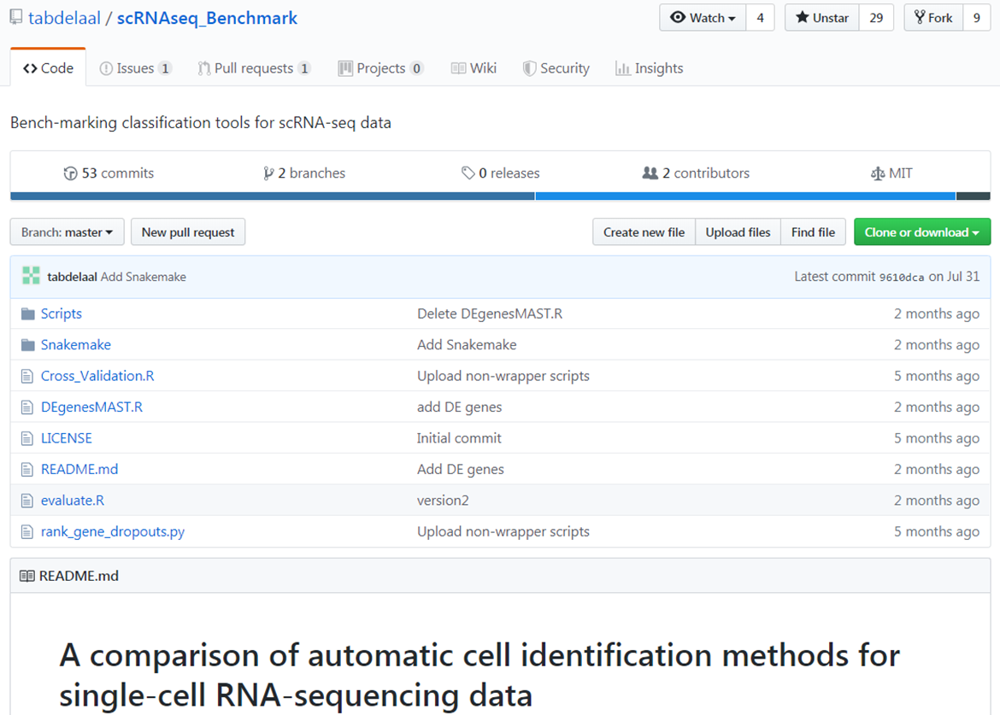 tabdelaal / scRNAseq_Benchmark Watch 4 Unstar 29 Fork 9
Code Issues 1 Pull requests 1 Projects 0 Wiki Security Insights
Bench-marking classification tools for scRNA-seq data
53 commits 2 branches 0 releases 2 contributors MIT
Branch: master New pull request Create new file Upload files Find file Clone or download
tabdelaal Add Snakemake Latest commit 9610dca on Jul 31
Scripts Delete DEgenesMAST.R 2 months ago
Snakemake Add Snakemake 2 months ago
Cross_Validation.R Upload non-wrapper scripts 5 months ago
DEgenesMAST.R add DE genes 2 months ago
LICENSE Initial commit 5 months ago
README.md Add DE genes 2 months ago
evaluate.R version2 2 months ago
rank_gene_dropouts.py Upload non-wrapper scripts 5 months ago
README.md
A comparison of automatic cell identification methods for
single-cell RNA-sequencing data